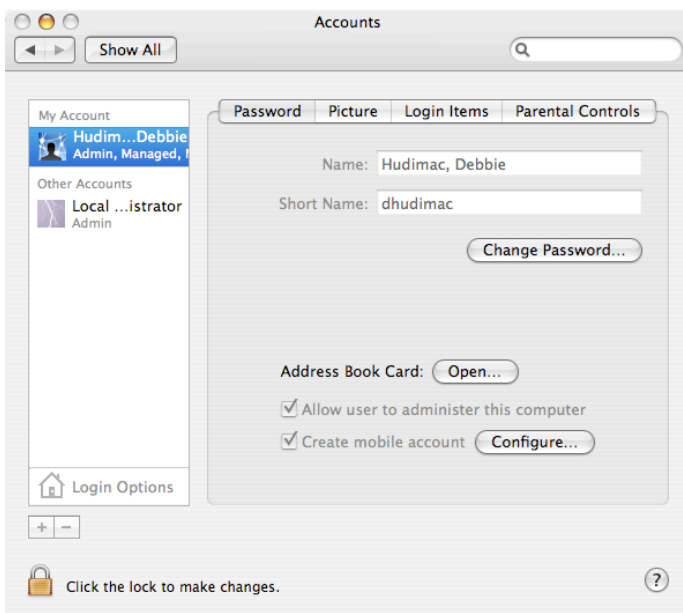 Accounts
Show All
My Account
Hudim...Debbie
Admin, Managed,
Other Accounts
Local ...istrator
Admin
Login Options
+ −
Password Picture Login Items Parental Controls
Name: Hudimac, Debbie
Short Name: dhudimac
Change Password...
Address Book Card: Open...
Allow user to administer this computer
Create mobile account Configure...
Click the lock to make changes.
?